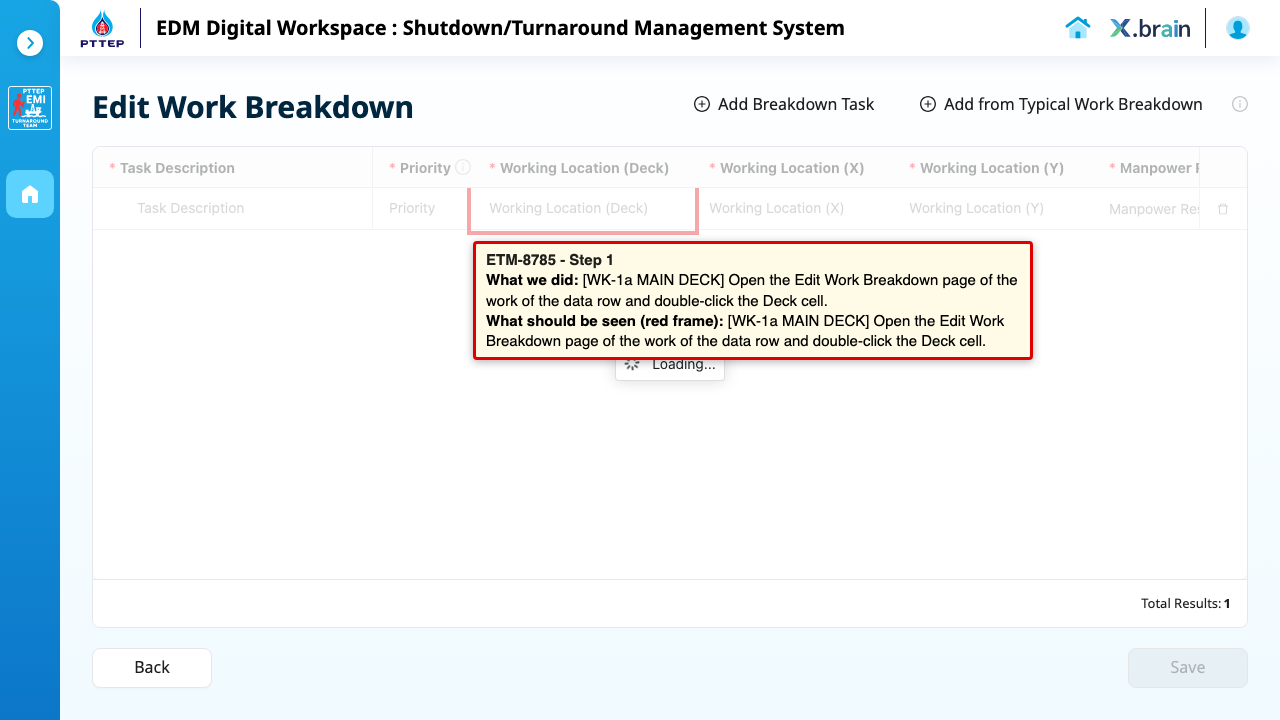 PTTEP
EDM Digital Workspace : Shutdown/Turnaround Management System
X.brain
PTTEP
EMI
TURNAROUND
TEAM
Edit Work Breakdown
Add Breakdown Task
Add from Typical Work Breakdown
* Task Description
* Priority
* Working Location (Deck)
* Working Location (X)
* Working Location (Y)
* Manpower
Task Description
Priority
Working Location (Deck)
Working Location (X)
Working Location (Y)
Manpower Res
ETM-8785 - Step 1
What we did: [WK-1a MAIN DECK] Open the Edit Work Breakdown page of the
work of the data row and double-click the Deck cell.
What should be seen (red frame): [WK-1a MAIN DECK] Open the Edit Work
Breakdown page of the work of the data row and double-click the Deck cell.
Loading...
Total Results: 1
Back
Save